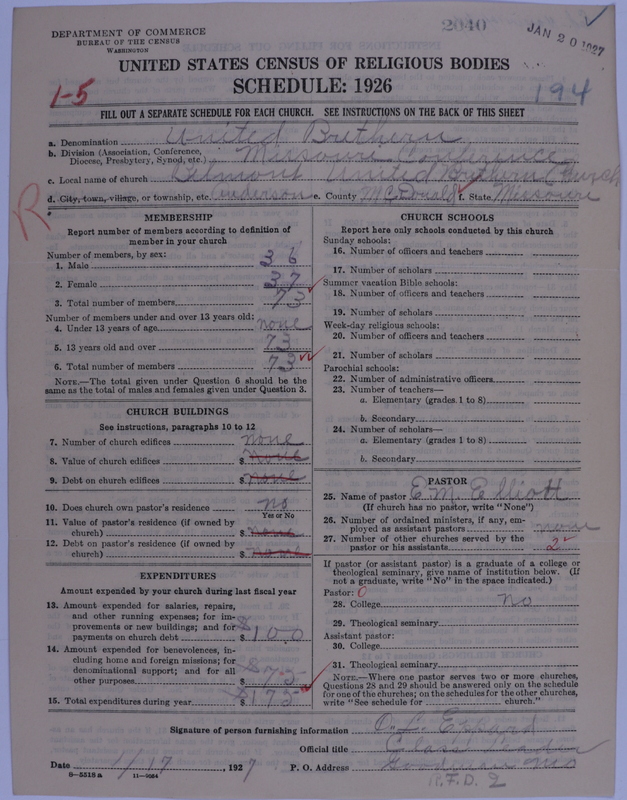 2040
JAN 20 1927
DEPARTMENT OF COMMERCE
BUREAU OF THE CENSUS
WASHINGTON
UNITED STATES CENSUS OF RELIGIOUS BODIES
SCHEDULE: 1926
1-5
194
FILL OUT A SEPARATE SCHEDULE FOR EACH CHURCH. SEE INSTRUCTIONS ON THE BACK OF THIS SHEET
a. Denomination United Brethern
b. Division (Association, Conference, Diocese, Presbytery, Synod, etc.) Missouri Conference
c. Local name of church Belmont United Brethern Church
d. City, town, village, or township, etc. Anderson e. County McDonald f. State Missouri
R
MEMBERSHIP
Report number of members according to definition of
member in your church
Number of members, by sex:
1. Male 36
2. Female 37
3. Total number of members 73
Number of members under and over 13 years old:
4. Under 13 years of age none
5. 13 years old and over 73
6. Total number of members 73
NOTE.—The total given under Question 6 should be the
same as the total of males and females given under Question 3.
CHURCH BUILDINGS
See instructions, paragraphs 10 to 12
7. Number of church edifices none
8. Value of church edifices $ none
9. Debt on church edifices $ none
10. Does church own pastor's residence no
Yes or No
11. Value of pastor's residence (if owned by
church) $ none
12. Debt on pastor's residence (if owned by
church) $ none
EXPENDITURES
Amount expended by your church during last fiscal year
13. Amount expended for salaries, repairs,
and other running expenses; for im-
provements or new buildings; and for
payments on church debt $100
14. Amount expended for benevolences, in-
cluding home and foreign missions; for
denominational support; and for all
other purposes $75
15. Total expenditures during year $175
CHURCH SCHOOLS
Report here only schools conducted by this church
Sunday schools:
16. Number of officers and teachers
17. Number of scholars
Summer vacation Bible schools:
18. Number of officers and teachers
19. Number of scholars
Week-day religious schools:
20. Number of officers and teachers
21. Number of scholars
Parochial schools:
22. Number of administrative officers
23. Number of teachers—
a. Elementary (grades 1 to 8)
b. Secondary
24. Number of scholars—
a. Elementary (grades 1 to 8)
b. Secondary
PASTOR
25. Name of pastor E. M. Elliott
(If church has no pastor, write "None")
26. Number of ordained ministers, if any, em-
ployed as assistant pastors none
27. Number of other churches served by the
pastor or his assistants 2
If pastor (or assistant pastor) is a graduate of a college or
theological seminary, give name of institution below. (If
not a graduate, write "No" in the space indicated.)
Pastor: 0
28. College no
29. Theological seminary
Assistant pastor:
30. College
31. Theological seminary
NOTE.—Where one pastor serves two or more churches,
Questions 28 and 29 should be answered only on the schedule
for one of the churches; on the schedules for the other churches,
write "See schedule for church."
Signature of person furnishing information O.
Official title Class Leader
Date 1/17, 1927 P. O. Address Goodman Mo
8-5518a 11-9064
R.F.D. 2